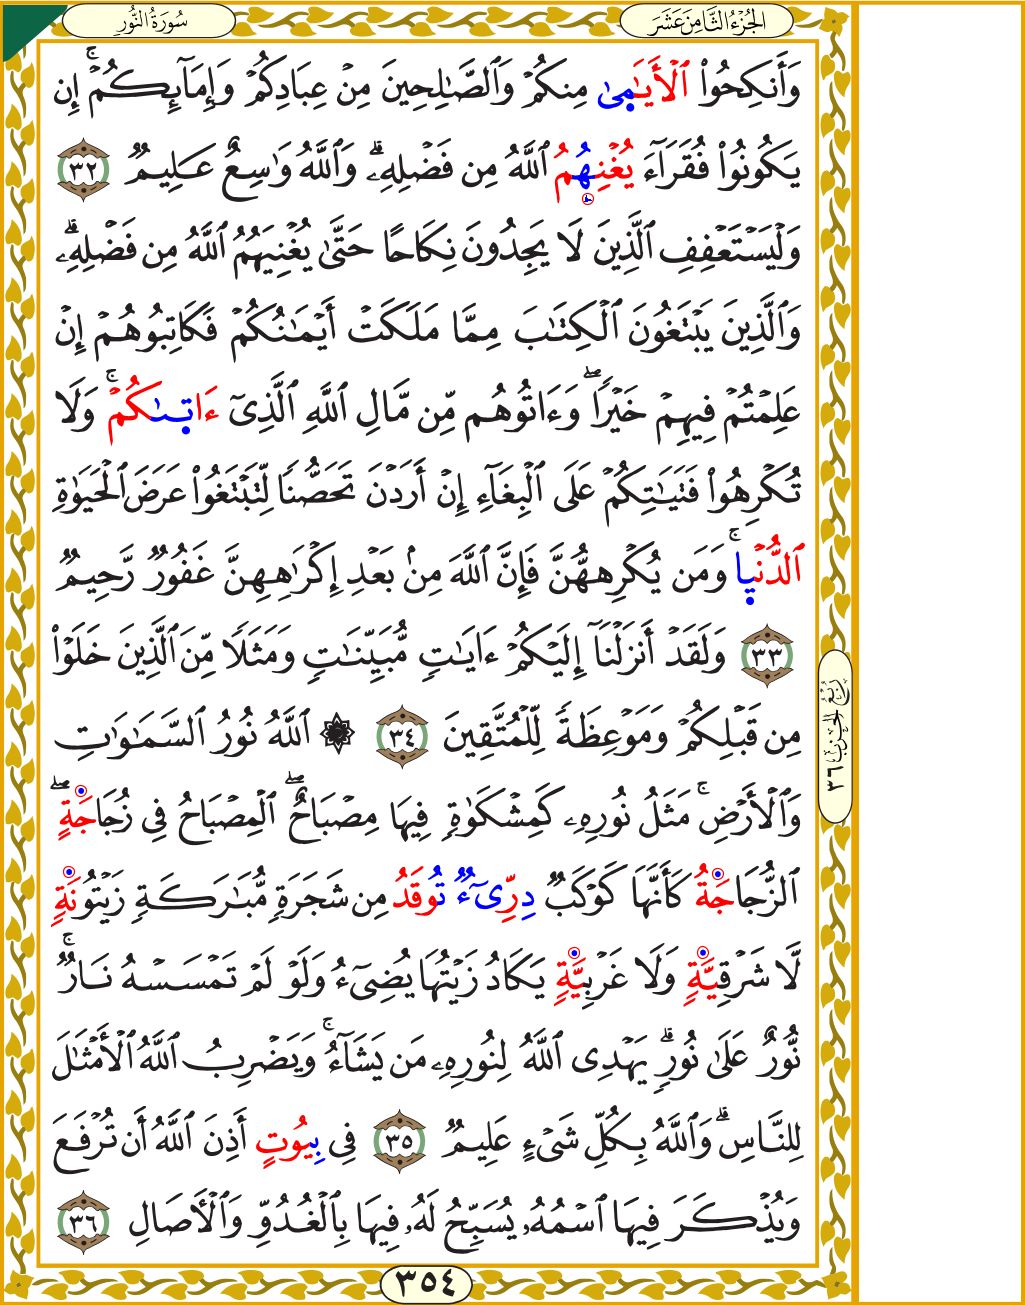 الجُزْءُ الثَّامِنَ عَشَرَ
سُورَةُ النُّورِ
وَأَنكِحُوا۟ ٱلْأَيَـٰمَىٰ مِنكُمْ وَٱلصَّـٰلِحِينَ مِنْ عِبَادِكُمْ وَإِمَآئِكُمْ ۚ إِن
يَكُونُوا۟ فُقَرَآءَ يُغْنِهُمُ ٱللَّهُ مِن فَضْلِهِۦ ۗ وَٱللَّهُ وَٰسِعٌ عَلِيمٌ ٣٢
وَلْيَسْتَعْفِفِ ٱلَّذِينَ لَا يَجِدُونَ نِكَاحًا حَتَّىٰ يُغْنِيَهُمُ ٱللَّهُ مِن فَضْلِهِۦ ۗ
وَٱلَّذِينَ يَبْتَغُونَ ٱلْكِتَـٰبَ مِمَّا مَلَكَتْ أَيْمَـٰنُكُمْ فَكَاتِبُوهُمْ إِنْ
عَلِمْتُمْ فِيهِمْ خَيْرًا ۖ وَءَاتُوهُم مِّن مَّالِ ٱللَّهِ ٱلَّذِىٓ ءَاتىٰكُمْ ۚ وَلَا
تُكْرِهُوا۟ فَتَيَـٰتِكُمْ عَلَى ٱلْبِغَآءِ إِنْ أَرَدْنَ تَحَصُّنًا لِّتَبْتَغُوا۟ عَرَضَ ٱلْحَيَوٰةِ
ٱلدُّنْيا ۚ وَمَن يُكْرِههُّنَّ فَإِنَّ ٱللَّهَ مِنۢ بَعْدِ إِكْرَٰهِهِنَّ غَفُورٌ رَّحِيمٌ
٣٣ وَلَقَدْ أَنزَلْنَآ إِلَيْكُمْ ءَايَـٰتٍ مُّبَيِّنَـٰتٍ وَمَثَلًا مِّنَ ٱلَّذِينَ خَلَوْا۟
مِن قَبْلِكُمْ وَمَوْعِظَةً لِّلْمُتَّقِينَ ٣٤ ۞ ٱللَّهُ نُورُ ٱلسَّمَـٰوَٰتِ
وَٱلْأَرْضِ ۚ مَثَلُ نُورِهِۦ كَمِشْكَوٰةٍ فِيهَا مِصْبَاحٌ ۖ ٱلْمِصْبَاحُ فِى زُجَاجَةٍ ۖ
ٱلزُّجَاجَةُ كَأَنَّهَا كَوْكَبٌ دِرِّىٓءٌ تُوقَدُ مِن شَجَرَةٍ مُّبَـٰرَكَةٍ زَيْتُونَةٍ
لَّا شَرْقِيَّةٍ وَلَا غَرْبِيَّةٍ يَكَادُ زَيْتُهَا يُضِىٓءُ وَلَوْ لَمْ تَمْسَسْهُ نَارٌ ۚ
نُّورٌ عَلَىٰ نُورٍ ۗ يَهْدِى ٱللَّهُ لِنُورِهِۦ مَن يَشَآءُ ۚ وَيَضْرِبُ ٱللَّهُ ٱلْأَمْثَـٰلَ
لِلنَّاسِ ۗ وَٱللَّهُ بِكُلِّ شَىْءٍ عَلِيمٌ ٣٥ فِى بِيُوتٍ أَذِنَ ٱللَّهُ أَن تُرْفَعَ
وَيُذْكَرَ فِيهَا ٱسْمُهُۥ يُسَبِّحُ لَهُۥ فِيهَا بِٱلْغُدُوِّ وَٱلْـَٔاصَالِ ٣٦
رُبْعُ الحِزْبِ ٣٦
٣٥٤